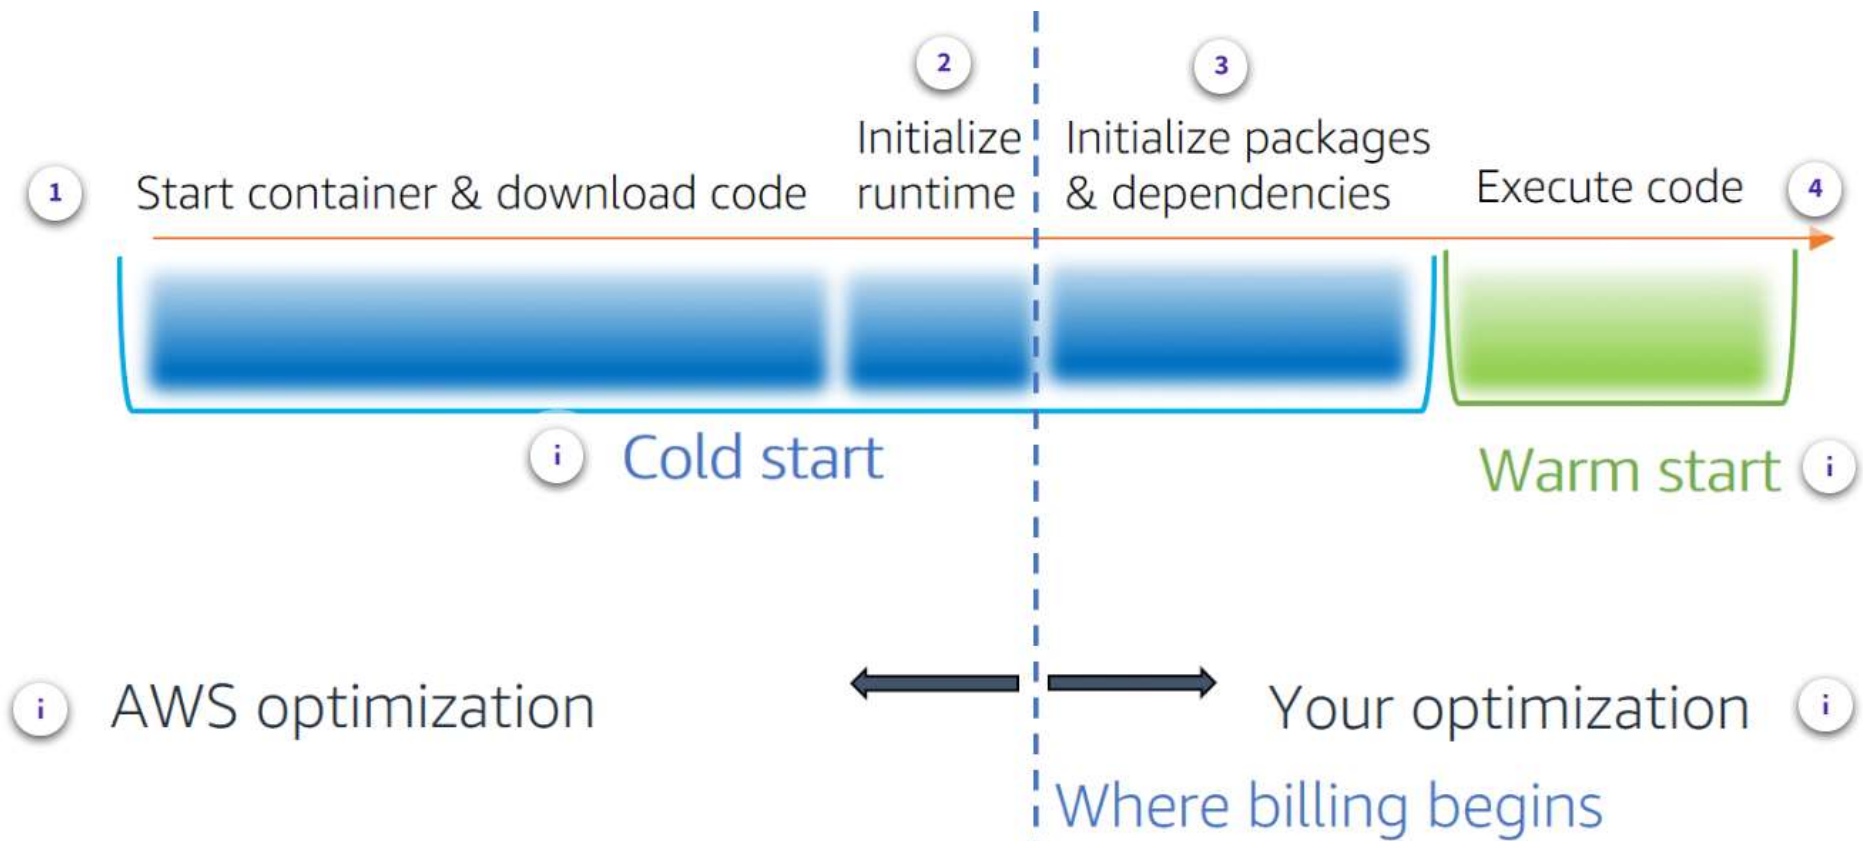 2
3
Initialize
runtime
Initialize packages
& dependencies
1
Start container & download code
Execute code
4
i
Cold start
Warm start
i
i
AWS optimization
Your optimization
i
Where billing begins